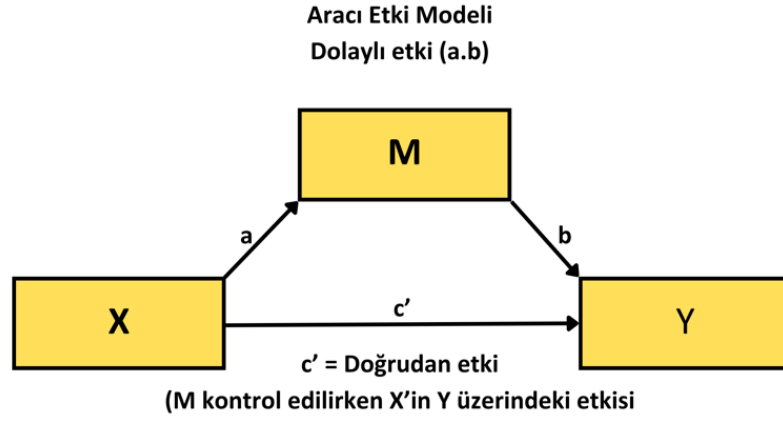 Aracı Etki Modeli
Dolaylı etki (a.b)
M
a
b
X
c’
Y
c’ = Doğrudan etki
(M kontrol edilirken X’in Y üzerindeki etkisi